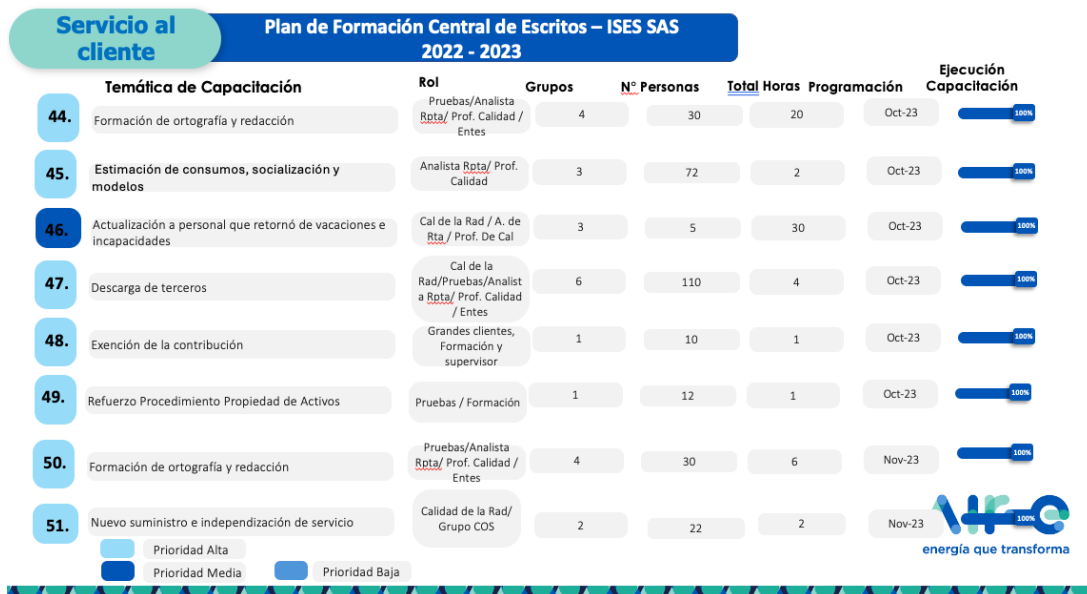 Servicio al
cliente
Plan de Formación Central de Escritos – ISES SAS
2022 - 2023
Temática de Capacitación
Rol
Grupos
N° Personas
Total Horas
Programación
Ejecución
Capacitación
44.
Formación de ortografía y redacción
Pruebas/Analista
Rpta/ Prof. Calidad /
Entes
4
30
20
Oct-23
100%
45.
Estimación de consumos, socialización y
modelos
Analista Rpta/ Prof.
Calidad
3
72
2
Oct-23
100%
46.
Actualización a personal que retornó de vacaciones e
incapacidades
Cal de la Rad / A. de
Rta / Prof. De Cal
3
5
30
Oct-23
100%
47.
Descarga de terceros
Cal de la
Rad/Pruebas/Analist
a Rpta/ Prof. Calidad
/ Entes
6
110
4
Oct-23
100%
48.
Exención de la contribución
Grandes clientes,
Formación y
supervisor
1
10
1
Oct-23
100%
49.
Refuerzo Procedimiento Propiedad de Activos
Pruebas / Formación
1
12
1
Oct-23
100%
50.
Formación de ortografía y redacción
Pruebas/Analista
Rpta/ Prof. Calidad /
Entes
4
30
6
Nov-23
100%
51.
Nuevo suministro e independización de servicio
Calidad de la Rad/
Grupo COS
2
22
2
Nov-23
100%
energía que transforma
Prioridad Alta
Prioridad Media
Prioridad Baja